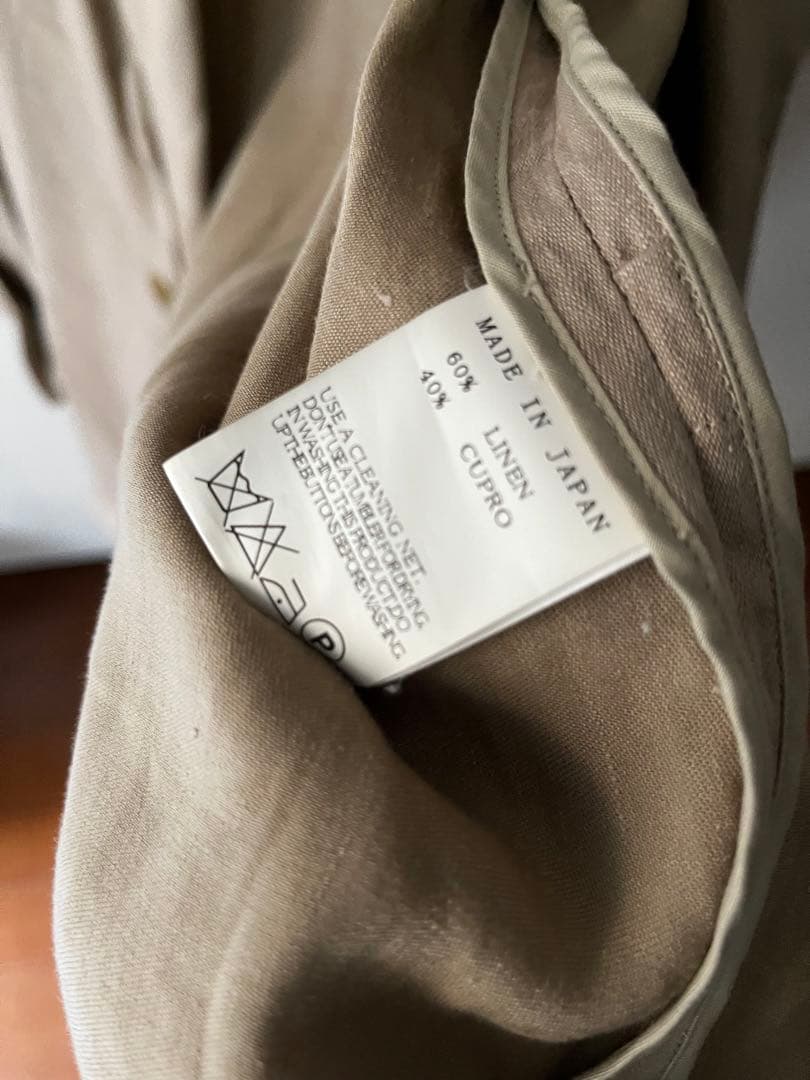 MADE IN JAPAN
60% LINEN
40% CUPRO
USE A CLEANING NET.
DON'T USE A TUMBLER FOR DRYING.
IN WASHING THIS PRODUCT, DO
UP THE BUTTONS BEFORE WASHING.
P